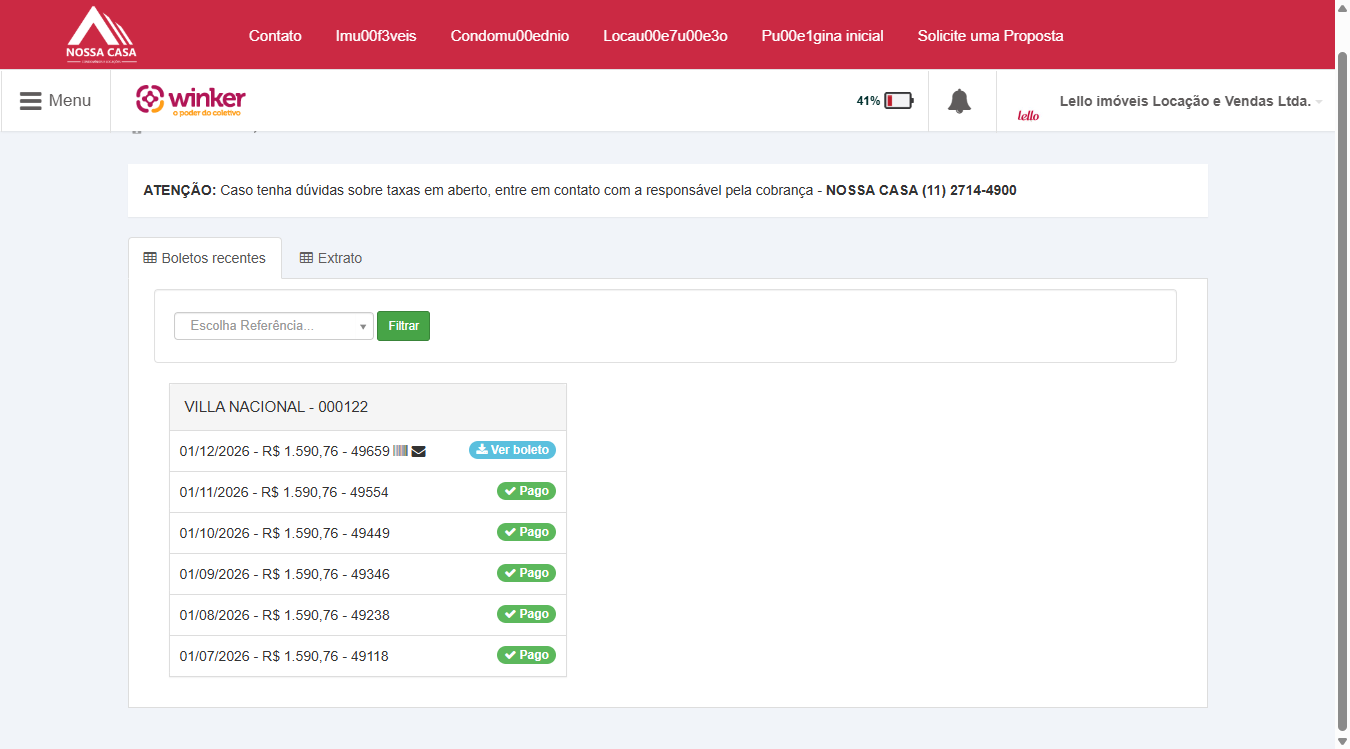 NOSSA CASA
Contato Imu00f3veis Condomu00ednio Locau00e7u00e3o Pu00e1gina inicial Solicite uma Proposta
Menu winker 41% Lello imóveis Locação e Vendas Ltda.
o poder do coletivo lello
ATENÇÃO: Caso tenha dúvidas sobre taxas em aberto, entre em contato com a responsável pela cobrança - NOSSA CASA (11) 2714-4900
Boletos recentes Extrato
Escolha Referência... Filtrar
VILLA NACIONAL - 000122
01/12/2026 - R$ 1.590,76 - 49659 Ver boleto
01/11/2026 - R$ 1.590,76 - 49554 Pago
01/10/2026 - R$ 1.590,76 - 49449 Pago
01/09/2026 - R$ 1.590,76 - 49346 Pago
01/08/2026 - R$ 1.590,76 - 49238 Pago
01/07/2026 - R$ 1.590,76 - 49118 Pago